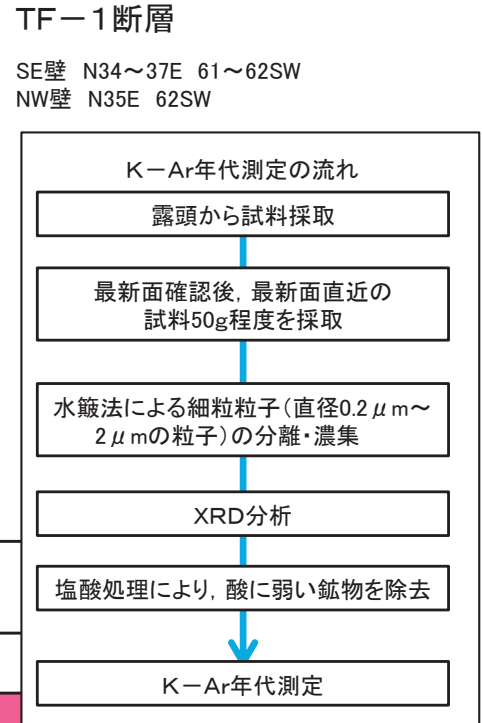 TF－1断層
SE壁 N34～37E 61～62SW
NW壁 N35E 62SW
K－Ar年代測定の流れ
露頭から試料採取
最新面確認後，最新面直近の
試料50g程度を採取
水簸法による細粒粒子（直径0.2μm～
2μmの粒子）の分離・濃集
XRD分析
塩酸処理により，酸に弱い鉱物を除去
K－Ar年代測定